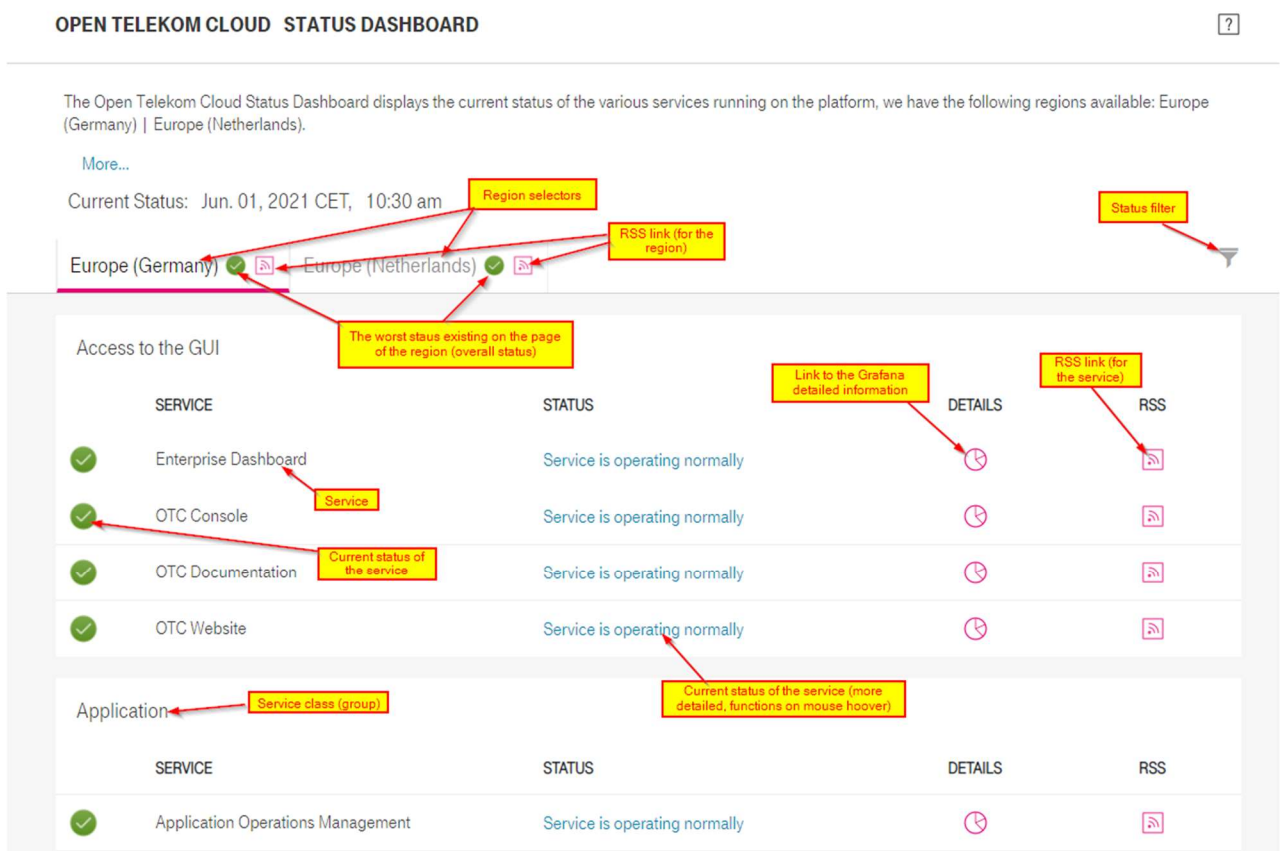 OPEN TELEKOM CLOUD STATUS DASHBOARD
?
The Open Telekom Cloud Status Dashboard displays the current status of the various services running on the platform, we have the following regions available: Europe
(Germany) | Europe (Netherlands).
More...
Current Status: Jun. 01, 2021 CET, 10:30 am
Region selectors
Status filter
RSS link (for the
region)
Europe (Germany)
Europe (Netherlands)
The worst staus existing on the page
of the region (overall status)
Access to the GUI
Link to the Grafana
detailed information
RSS link (for
the service)
SERVICE STATUS DETAILS RSS
Enterprise Dashboard Service is operating normally
Service
OTC Console Service is operating normally
Current status of
the service
OTC Documentation Service is operating normally
OTC Website Service is operating normally
Current status of the service (more
detailed, functions on mouse hoover)
Application
Service class (group)
SERVICE STATUS DETAILS RSS
Application Operations Management Service is operating normally